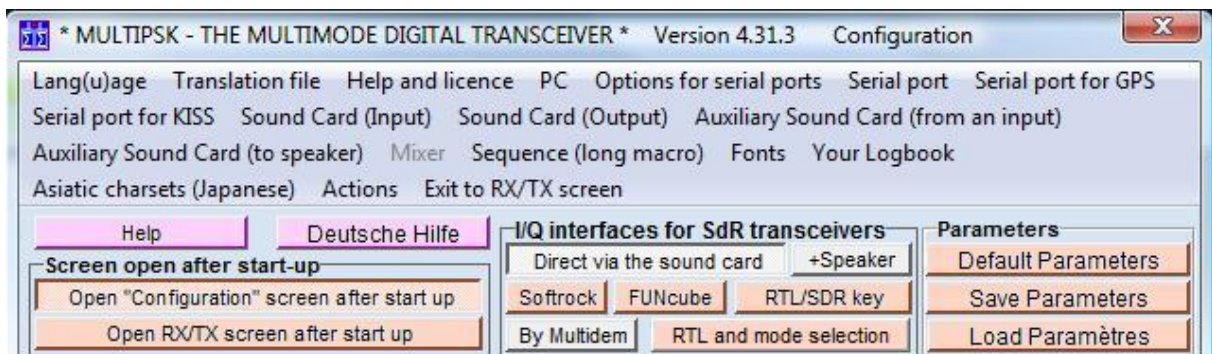 * MULTIPSK - THE MULTIMODE DIGITAL TRANSCEIVER * Version 4.31.3 Configuration
X
Lang(u)age Translation file Help and licence PC Options for serial ports Serial port Serial port for GPS
Serial port for KISS Sound Card (Input) Sound Card (Output) Auxiliary Sound Card (from an input)
Auxiliary Sound Card (to speaker) Mixer Sequence (long macro) Fonts Your Logbook
Asiatic charsets (Japanese) Actions Exit to RX/TX screen
Help Deutsche Hilfe
Screen open after start-up
Open "Configuration" screen after start up
Open RX/TX screen after start up
I/Q interfaces for SdR transceivers
Direct via the sound card +Speaker
Softrock FUNcube RTL/SDR key
By Multidem RTL and mode selection
Parameters
Default Parameters
Save Parameters
Load Paramètres